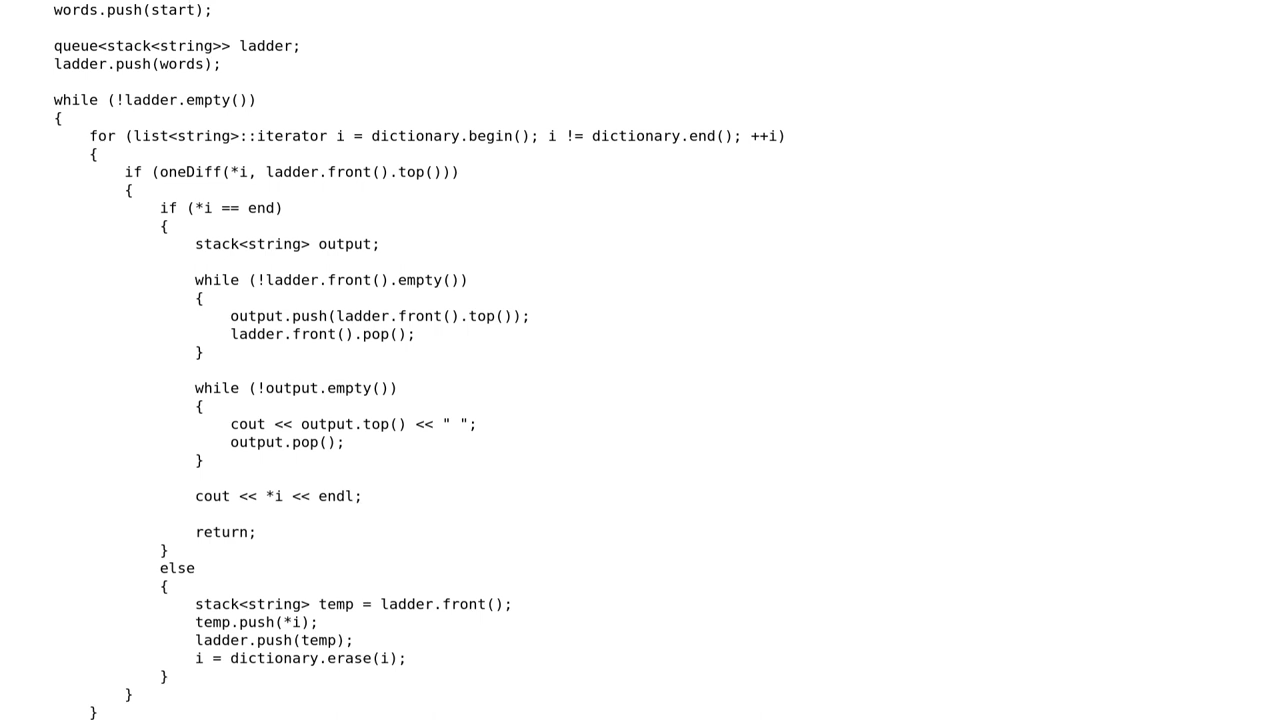 words.push(start);
queue<stack<string>> ladder;
ladder.push(words);
while (!ladder.empty())
{
for (list<string>::iterator i = dictionary.begin(); i != dictionary.end(); ++i)
{
if (oneDiff(*i, ladder.front().top()))
{
if (*i == end)
{
stack<string> output;
while (!ladder.front().empty())
{
output.push(ladder.front().top());
ladder.front().pop();
}
while (!output.empty())
{
cout << output.top() << " ";
output.pop();
}
cout << *i << endl;
return;
}
else
{
stack<string> temp = ladder.front();
temp.push(*i);
ladder.push(temp);
i = dictionary.erase(i);
}
}
}